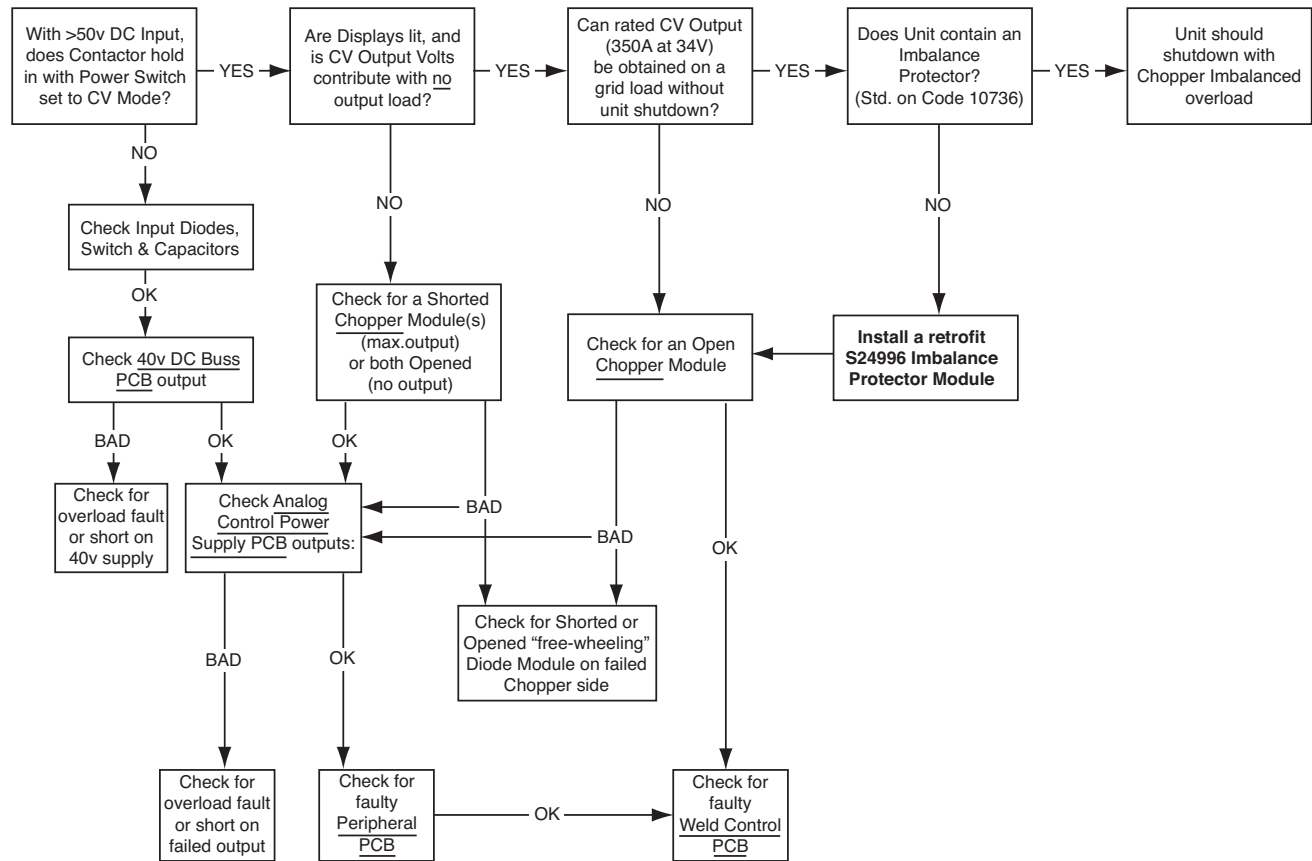 With >50v DC Input,
does Contactor hold
in with Power Switch
set to CV Mode?
YES
Are Displays lit, and
is CV Output Volts
contribute with no
output load?
YES
Can rated CV Output
(350A at 34V)
be obtained on a
grid load without
unit shutdown?
YES
Does Unit contain an
Imbalance
Protector?
(Std. on Code 10736)
YES
Unit should
shutdown with
Chopper Imbalanced
overload
NO
NO
NO
NO
Check Input Diodes,
Switch & Capacitors
OK
Check 40v DC Buss
PCB output
Check for a Shorted
Chopper Module(s)
(max.output)
or both Opened
(no output)
Check for an Open
Chopper Module
Install a retrofit
S24996 Imbalance
Protector Module
BAD
OK
OK
BAD
BAD
OK
Check for
overload fault
or short on
40v supply
Check Analog
Control Power
Supply PCB outputs:
Check for Shorted or
Opened “free-wheeling”
Diode Module on failed
Chopper side
BAD
OK
Check for
overload fault
or short on
failed output
Check for
faulty
Peripheral
PCB
OK
Check for
faulty
Weld Control
PCB